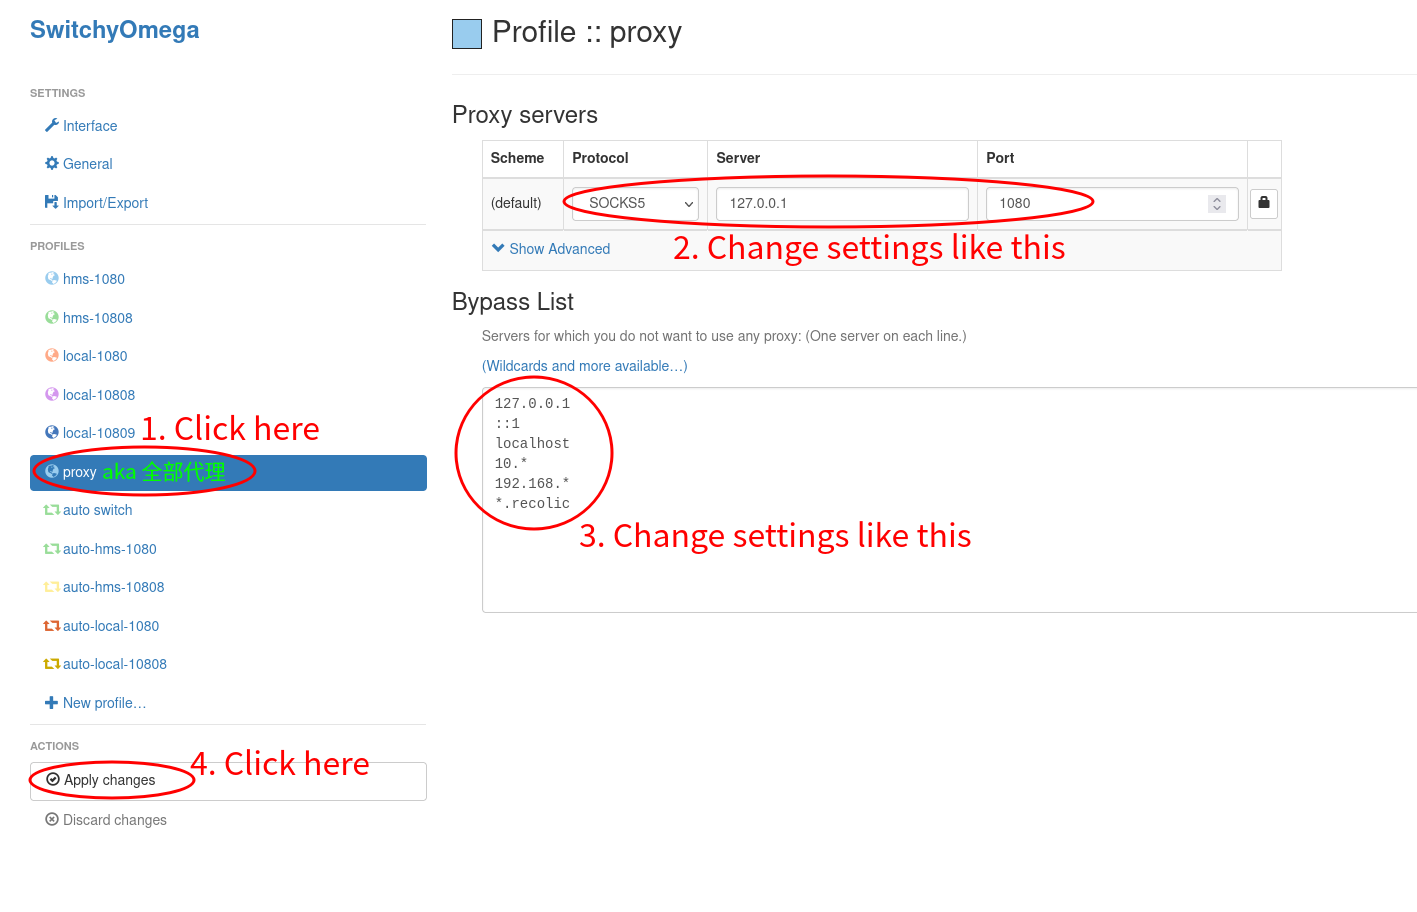 SwitchyOmega
SETTINGS
Interface
General
Import/Export
PROFILES
hms-1080
hms-10808
local-1080
local-10808
local-10809
1. Click here
proxy
aka 全部代理
auto switch
auto-hms-1080
auto-hms-10808
auto-local-1080
auto-local-10808
New profile…
ACTIONS
4. Click here
Apply changes
Discard changes
Profile :: proxy
Proxy servers
Scheme Protocol Server Port
(default) SOCKS5 127.0.0.1 1080
Show Advanced
2. Change settings like this
Bypass List
Servers for which you do not want to use any proxy: (One server on each line.)
(Wildcards and more available…)
127.0.0.1
::1
localhost
10.*
192.168.*
*.recolic
3. Change settings like this